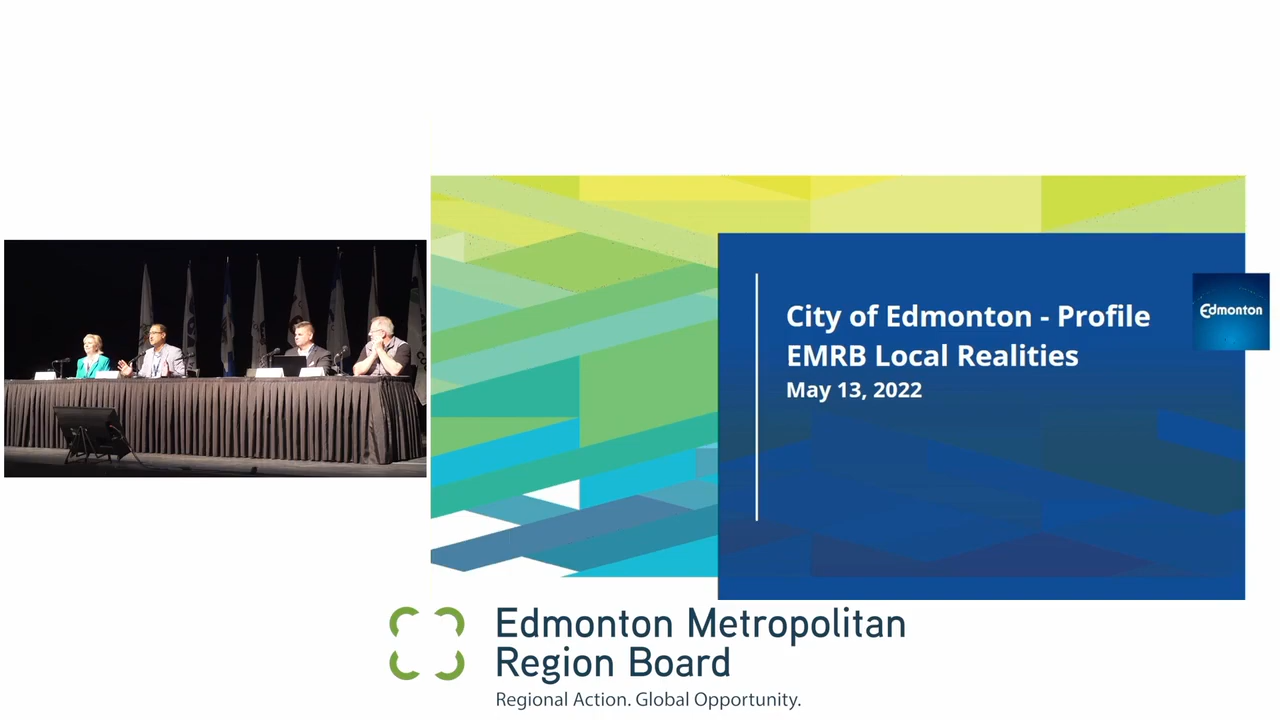 City of Edmonton - Profile
EMRB Local Realities
May 13, 2022
Edmonton
Edmonton Metropolitan
Region Board
Regional Action. Global Opportunity.